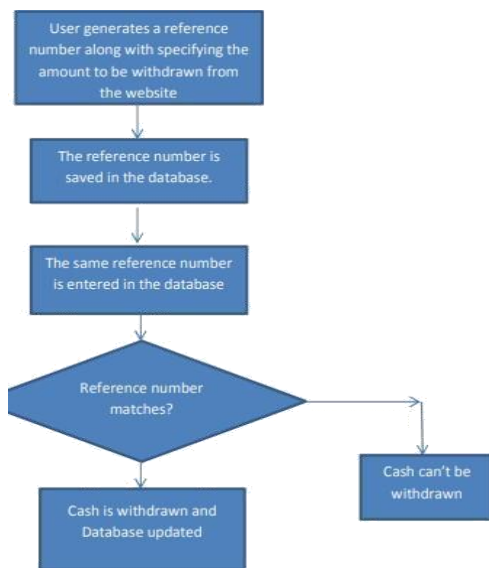 User generates a reference
number along with specifying the
amount to be withdrawn from
the website
The reference number is
saved in the database.
The same reference number
is entered in the database
Reference number
matches?
Cash can't be
withdrawn
Cash is withdrawn and
Database updated